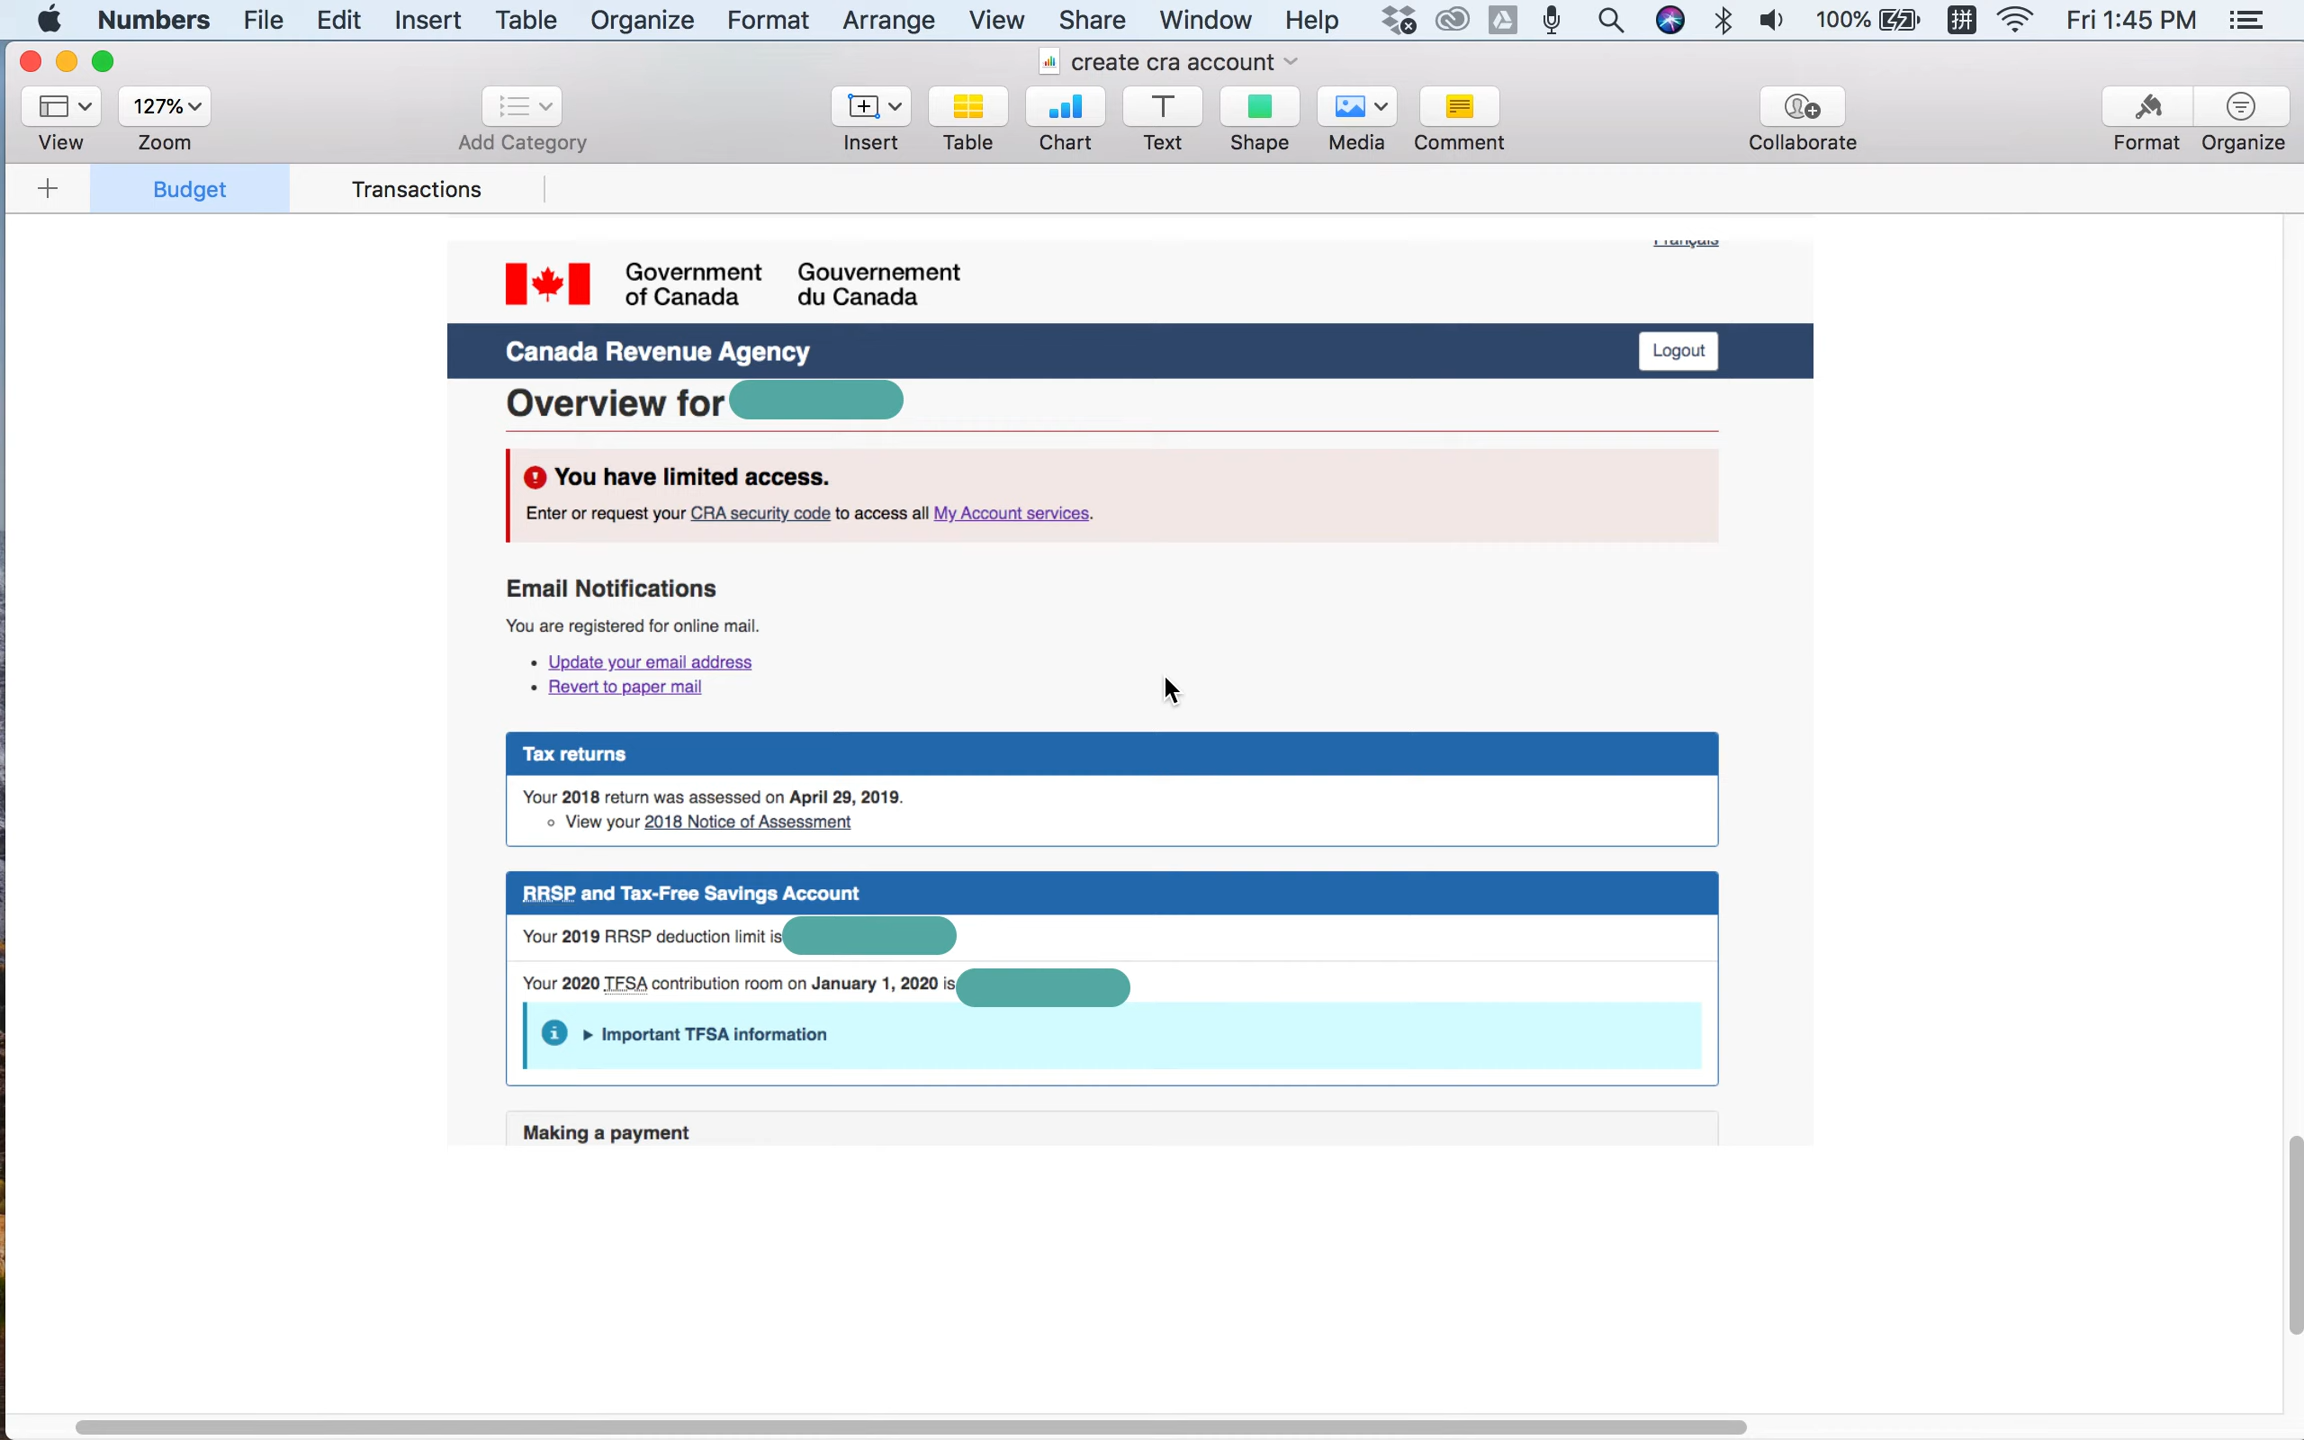 Numbers File Edit Insert Table Organize Format Arrange View Share Window Help 100% 拼 Fri 1:45 PM
create cra account
127%
View Zoom Add Category Insert Table Chart Text Shape Media Comment Collaborate Format Organize
Budget Transactions
Français
Government of Canada
Gouvernement du Canada
Canada Revenue Agency
Logout
Overview for
You have limited access.
Enter or request your CRA security code to access all My Account services.
Email Notifications
You are registered for online mail.
• Update your email address
• Revert to paper mail
Tax returns
Your 2018 return was assessed on April 29, 2019.
View your 2018 Notice of Assessment
RRSP and Tax-Free Savings Account
Your 2019 RRSP deduction limit is
Your 2020 TFSA contribution room on January 1, 2020 is
Important TFSA information
Making a payment